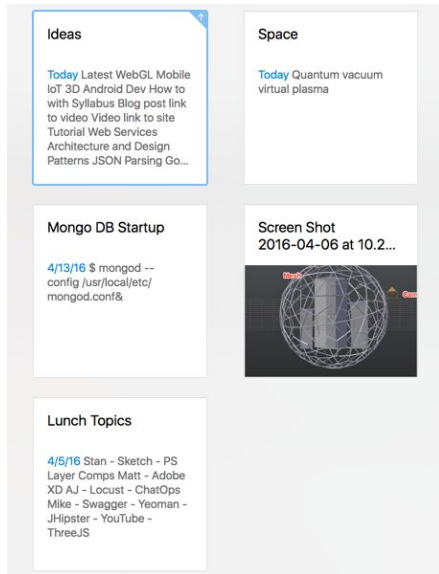 Ideas
Today Latest WebGL Mobile
IoT 3D Android Dev How to
with Syllabus Blog post link
to video Video link to site
Tutorial Web Services
Architecture and Design
Patterns JSON Parsing Go...
Space
Today Quantum vacuum
virtual plasma
Mongo DB Startup
4/13/16 $ mongod --
config /usr/local/etc/
mongod.conf&
Screen Shot
2016-04-06 at 10.2...
Mesh
Cam
Lunch Topics
4/5/16 Stan - Sketch - PS
Layer Comps Matt - Adobe
XD AJ - Locust - ChatOps
Mike - Swagger - Yeoman -
JHipster - YouTube -
ThreeJS